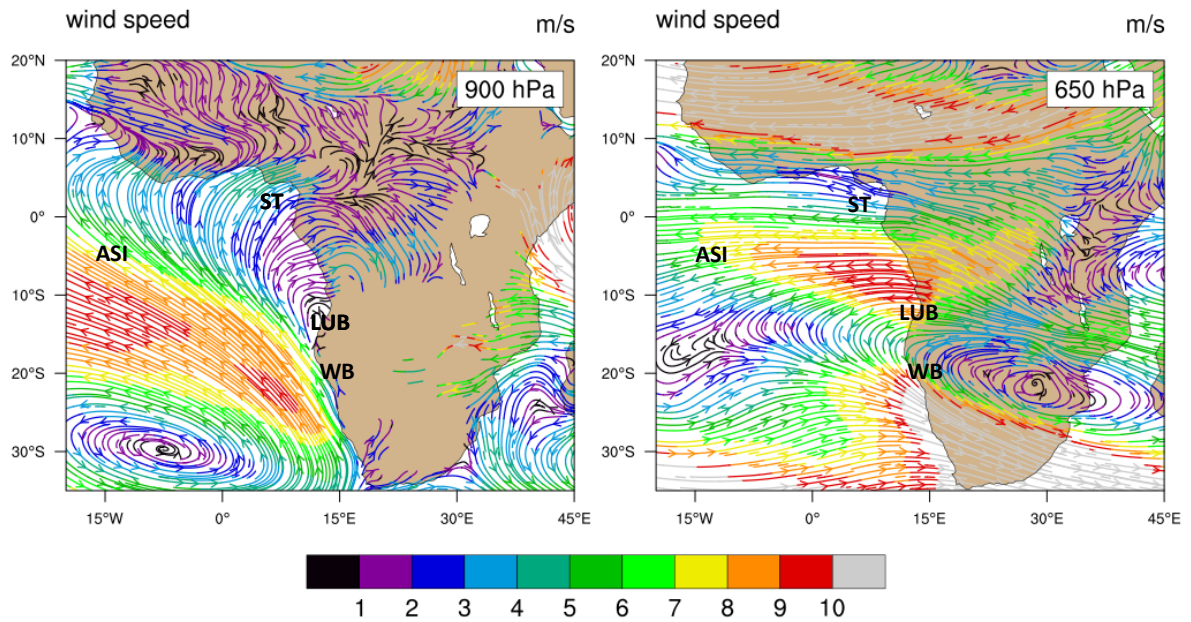 wind speed m/s
20°N 900 hPa
10°N
0° ST
ASI
10°S
LUB
20°S WB
30°S
15°W 0° 15°E 30°E 45°E
wind speed m/s
20°N 650 hPa
10°N
0° ST
ASI
10°S
LUB
20°S WB
30°S
15°W 0° 15°E 30°E 45°E
1 2 3 4 5 6 7 8 9 10